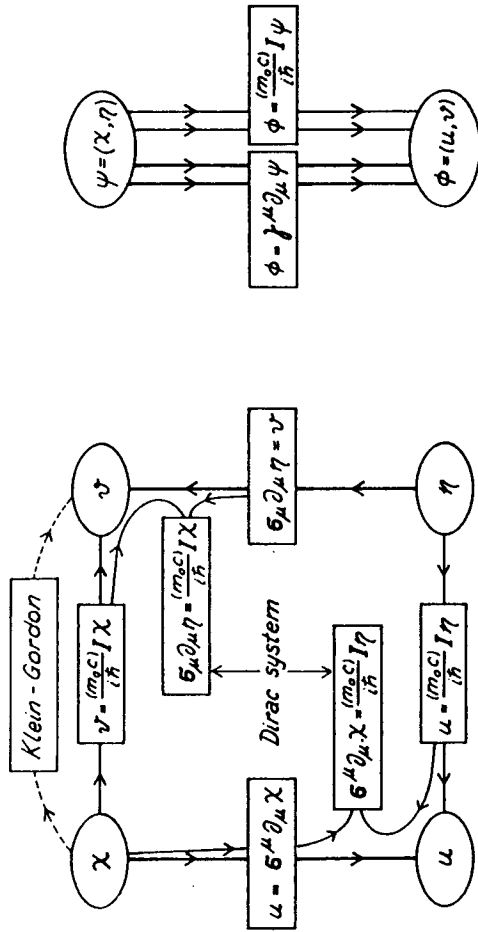 Klein-Gordon
χ
ϑ = (m₀c)/iℏ I χ
ϑ
u = σ^μ ∂_μ χ
σ_μ ∂_μ η = (m₀c)/iℏ I χ
Dirac system
σ^μ ∂_μ χ = (m₀c)/iℏ I η
σ_μ ∂_μ η = ϑ
u
u = (m₀c)/iℏ I η
η
ψ = (χ, η)
φ = γ^μ ∂_μ ψ
φ = (m₀c)/iℏ I ψ
φ = (u, ϑ)